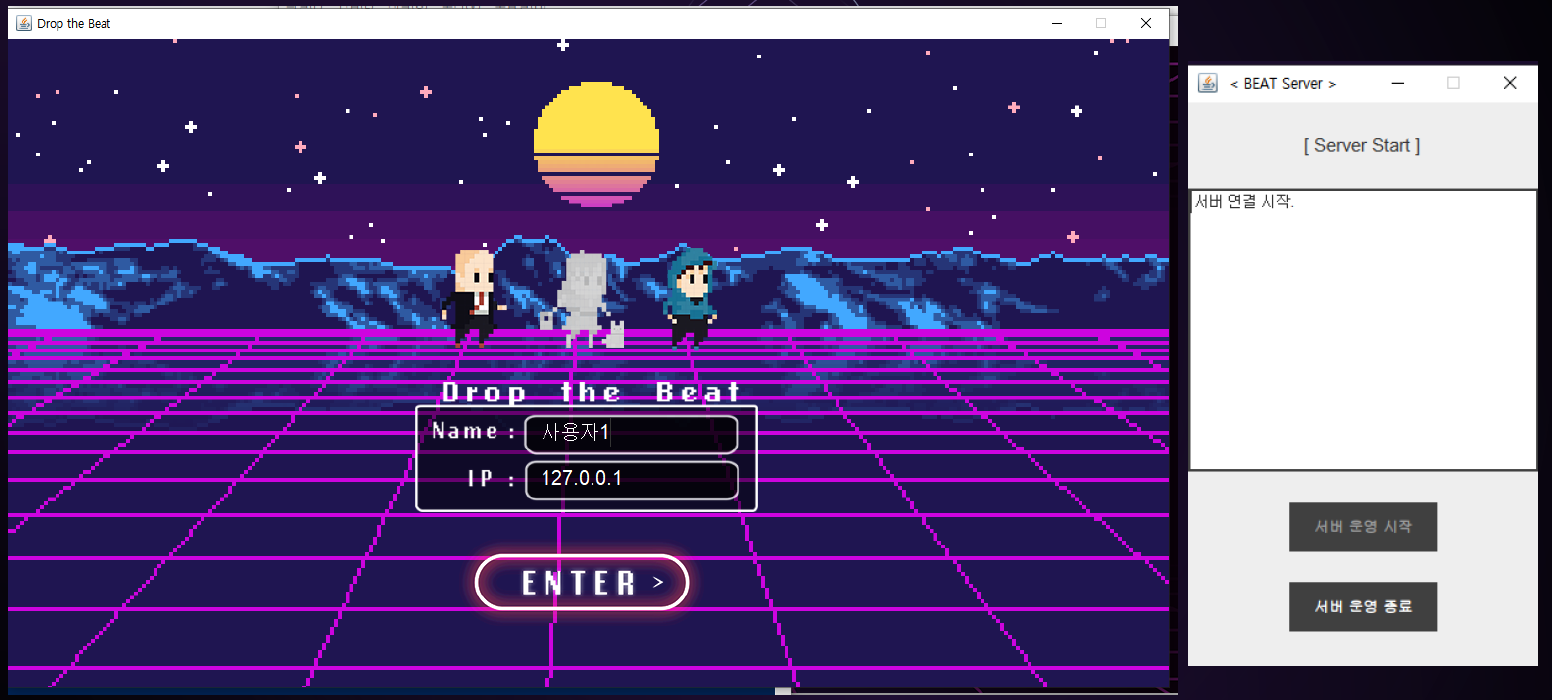 Drop the Beat
Drop the Beat
Name : 사용자1
IP : 127.0.0.1
ENTER >
< BEAT Server >
[ Server Start ]
서버 연결 시작.
서버 운영 시작
서버 운영 종료